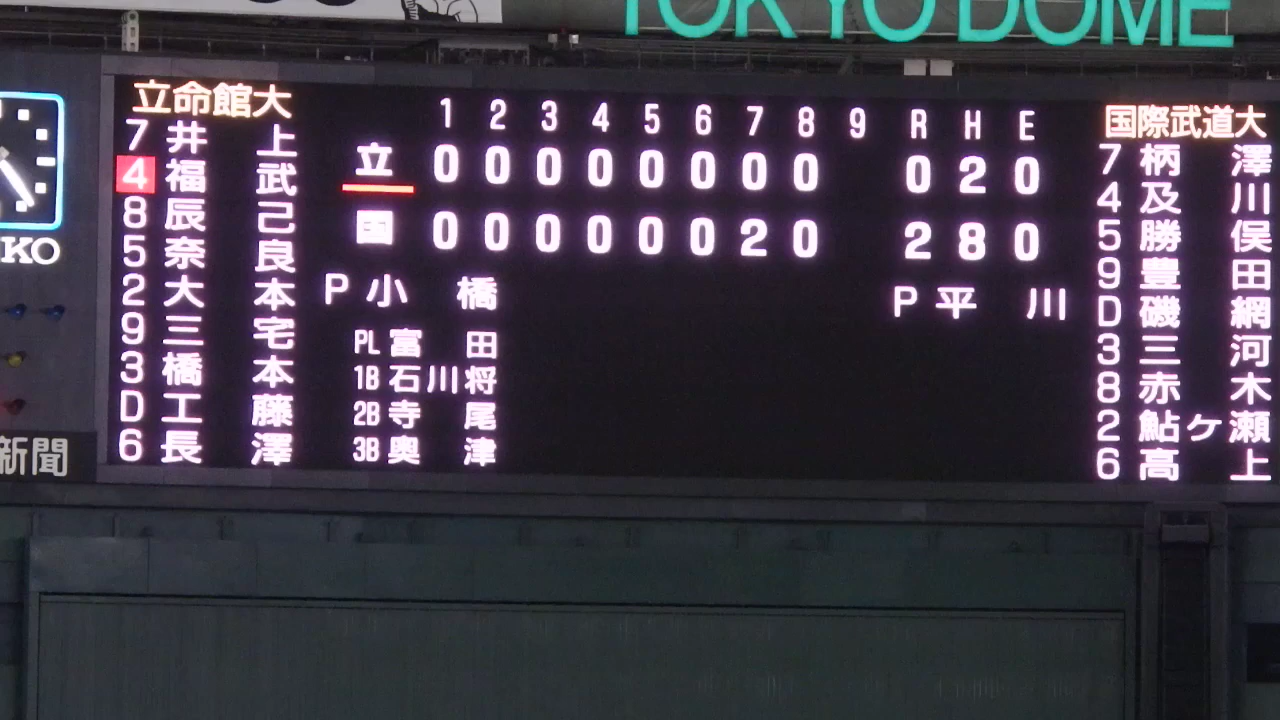 TOKYO DOME
立命館大
7 井上
4 福武
8 辰己
5 奈良
2 大本
9 三宅
3 橋本
D 工藤
6 長澤
1 2 3 4 5 6 7 8 9 R H E
立 0 0 0 0 0 0 0 0 0 2 0
国 0 0 0 0 0 0 2 0 2 8 0
P 小橋
P 平川
PL 富田
1B 石川将
2B 寺尾
3B 奥津
国際武道大
7 柄澤
4 及川
5 勝俣
9 豊田
D 磯網
3 三河
8 赤木
2 鮎ケ瀬
6 高上
KO
新聞